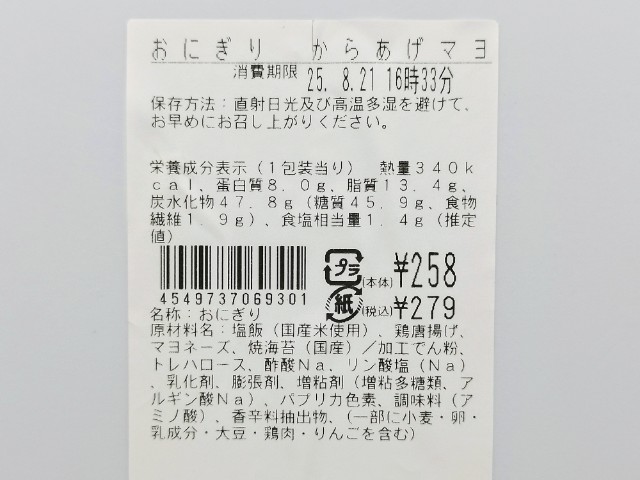 おにぎり　からあげマヨ
消費期限 25. 8.21 16時33分
保存方法：直射日光及び高温多湿を避けて、
お早めにお召し上がりください。
栄養成分表示（１包装当り）　熱量３４０ｋ
ｃａｌ、蛋白質８．０ｇ、脂質１３．４ｇ、
炭水化物４７．８ｇ（糖質４５．９ｇ、食物
繊維１．９ｇ）、食塩相当量１．４ｇ（推定
値）
プラ
(本体) ¥258
4549737069301
紙
(税込) ¥279
名称：おにぎり
原材料名：塩飯（国産米使用）、鶏唐揚げ、
マヨネーズ、焼海苔（国産）／加工でん粉、
トレハロース、酢酸Ｎａ、リン酸塩（Ｎａ）
、乳化剤、膨張剤、増粘剤（増粘多糖類、ア
ルギン酸Ｎａ）、パプリカ色素、調味料（ア
ミノ酸）、香辛料抽出物、（一部に小麦・卵・
乳成分・大豆・鶏肉・りんごを含む）